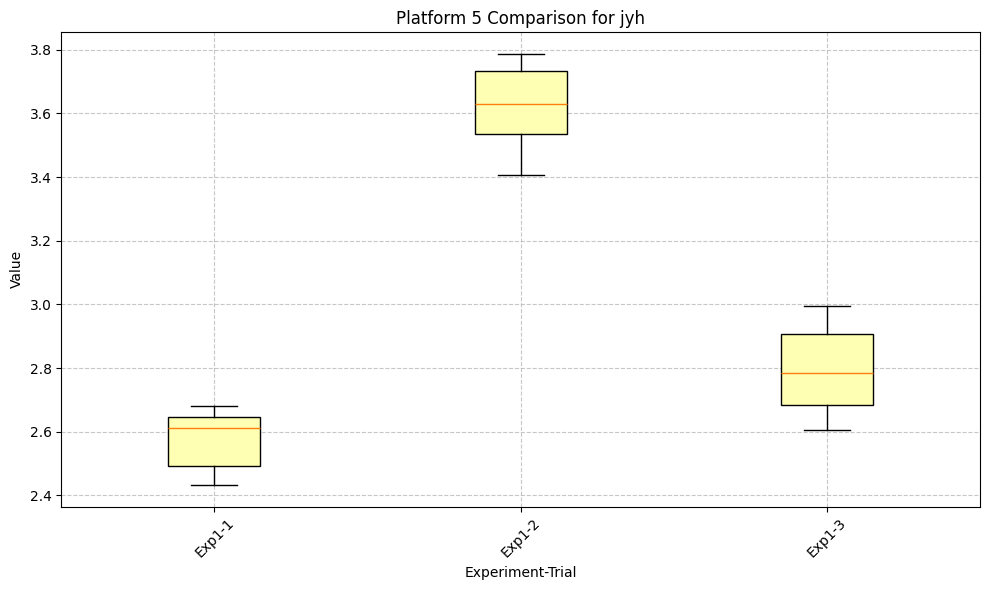 Platform 5 Comparison for jyh
3.8
3.6
3.4
3.2
3.0
2.8
2.6
2.4
Value
Exp1-1
Exp1-2
Exp1-3
Experiment-Trial